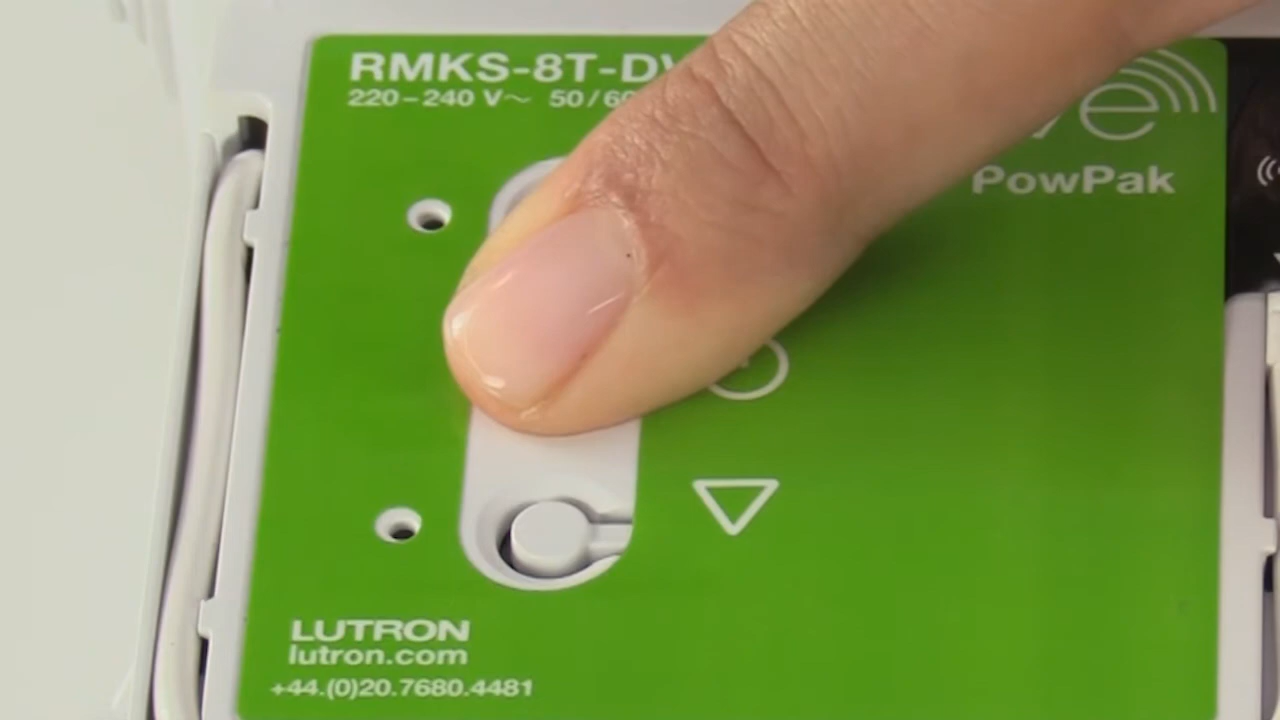 RMKS-8T-DV
220-240 V~ 50/60
PowPak
LUTRON
lutron.com
+44.(0)20.7680.4481